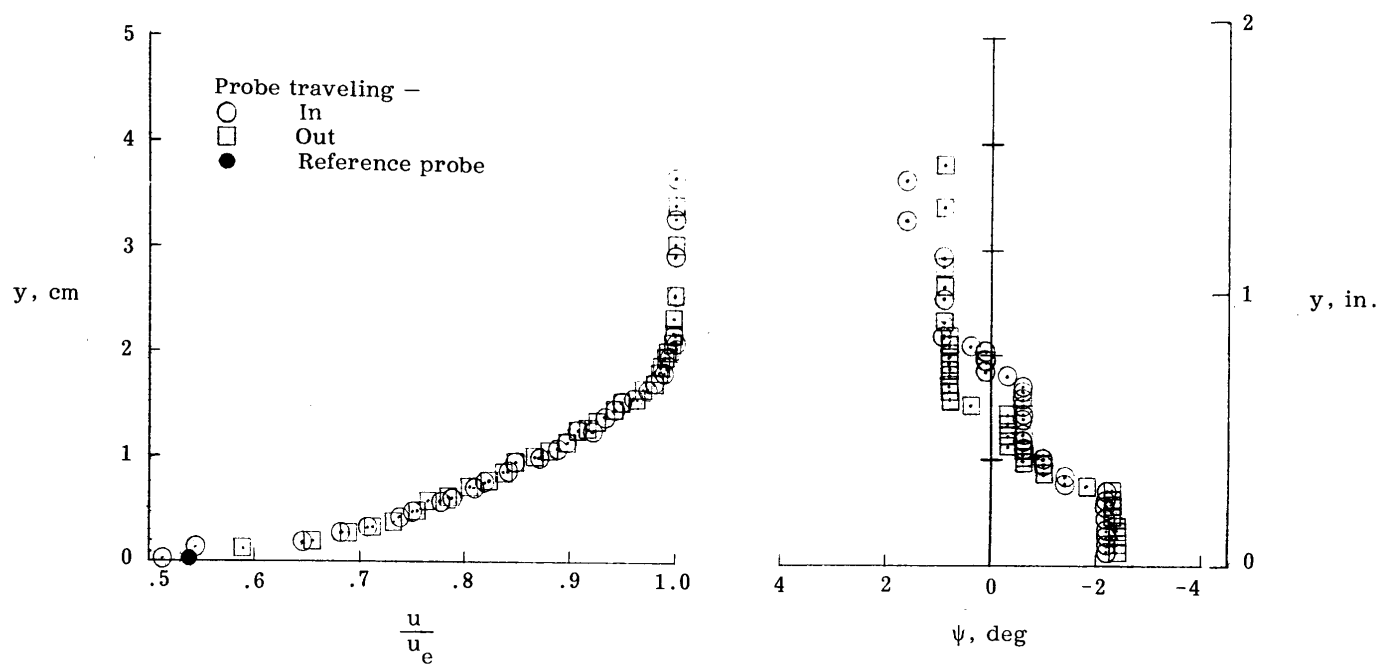 5
4
3
2
1
0
y, cm
Probe traveling —
In
Out
Reference probe
.5 .6 .7 .8 .9 1.0
u
u_e
4 2 0 -2 -4
ψ, deg
2
1
0
y, in.